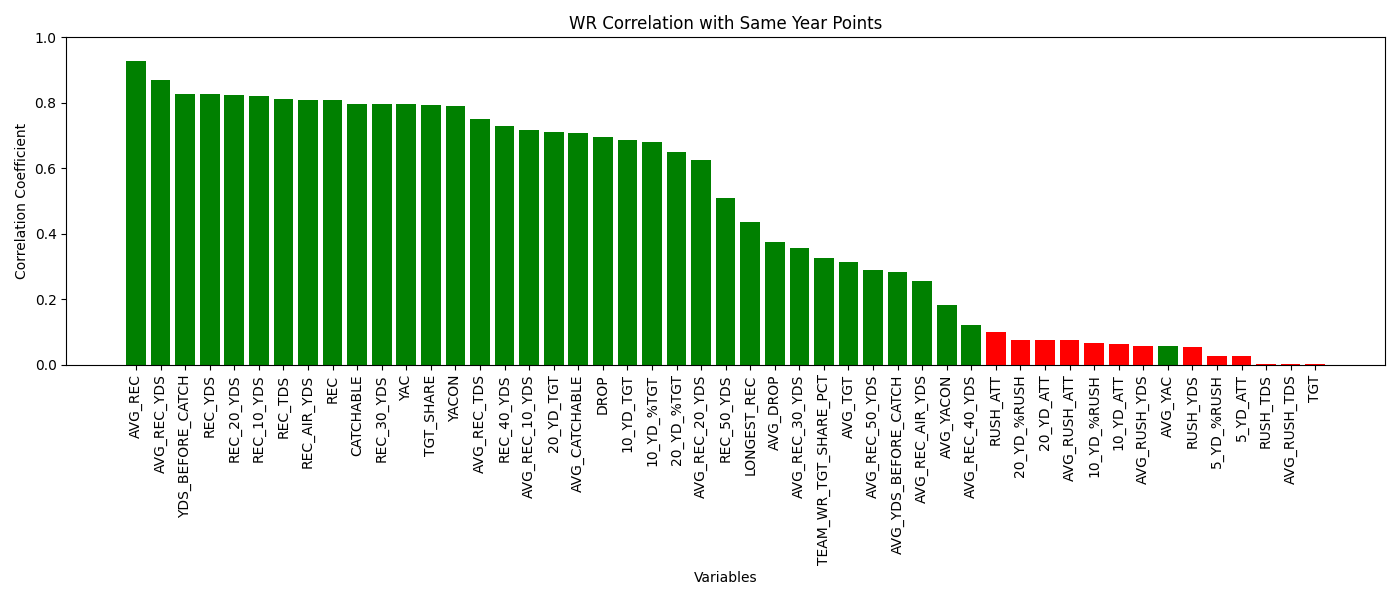 WR Correlation with Same Year Points
Correlation Coefficient
1.0
0.8
0.6
0.4
0.2
0.0
AVG_REC
AVG_REC_YDS
YDS_BEFORE_CATCH
REC_YDS
REC_20_YDS
REC_10_YDS
REC_TDS
REC_AIR_YDS
REC
CATCHABLE
REC_30_YDS
YAC
TGT_SHARE
YACON
AVG_REC_TDS
REC_40_YDS
AVG_REC_10_YDS
20_YD_TGT
AVG_CATCHABLE
DROP
10_YD_TGT
10_YD_%TGT
20_YD_%TGT
AVG_REC_20_YDS
REC_50_YDS
LONGEST_REC
AVG_DROP
AVG_REC_30_YDS
TEAM_WR_TGT_SHARE_PCT
AVG_TGT
AVG_REC_50_YDS
AVG_YDS_BEFORE_CATCH
AVG_REC_AIR_YDS
AVG_YACON
AVG_REC_40_YDS
RUSH_ATT
20_YD_%RUSH
20_YD_ATT
AVG_RUSH_ATT
10_YD_%RUSH
10_YD_ATT
AVG_RUSH_YDS
AVG_YAC
RUSH_YDS
5_YD_%RUSH
5_YD_ATT
RUSH_TDS
AVG_RUSH_TDS
TGT
Variables